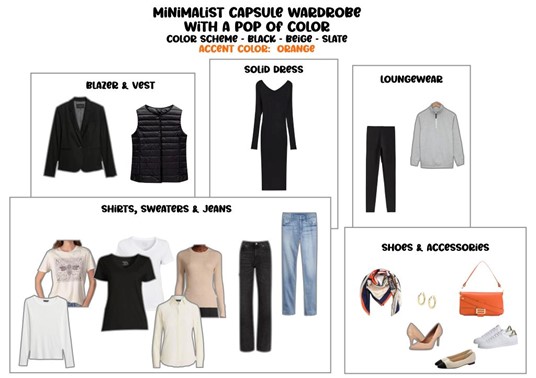 MiNiMALiST CAPSULE WARDROBE
WiTH A POP Of COLOR
COLOR SCHEME - BLACK - BEIGE - SLATE
ACCENT COLOR: ORANGE
BLAZER & VEST
SOLID DRESS
LOUNGEWEAR
SHIRTS, SWEATERS & JEANS
SHOES & ACCESSORIES